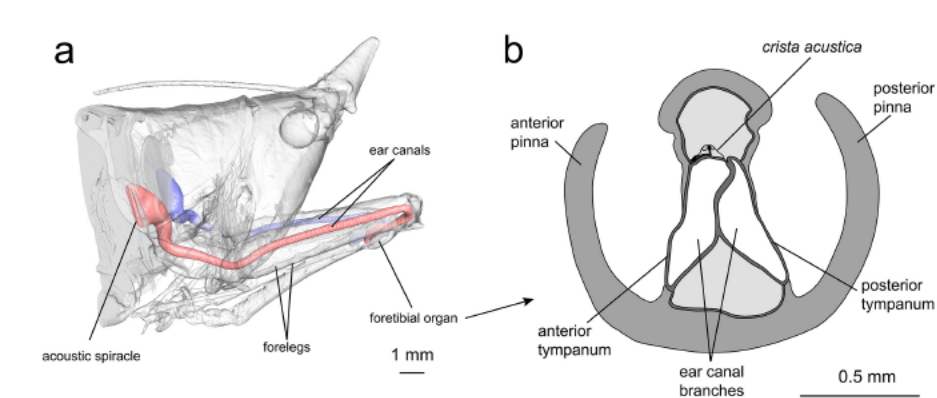 a
ear canals
foretibial organ
forelegs
acoustic spiracle
1 mm
b
crista acustica
posterior
pinna
anterior
pinna
posterior
tympanum
anterior
tympanum
ear canal
branches
0.5 mm